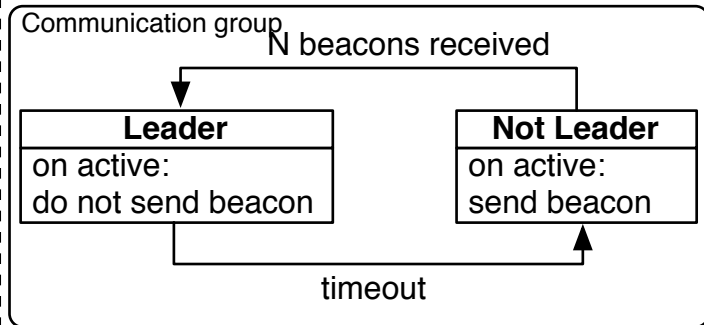 Communication group
N beacons received
Leader
on active:
do not send beacon
Not Leader
on active:
send beacon
timeout